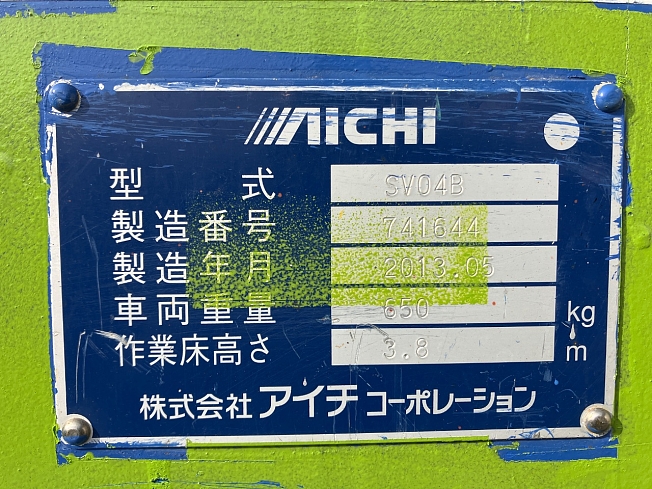 AICHI
型式 SV04B
製造番号 741644
製造年月 2013.05
車両重量 650 kg
作業床高さ 3.8 m
株式会社 アイチ コーポレーション